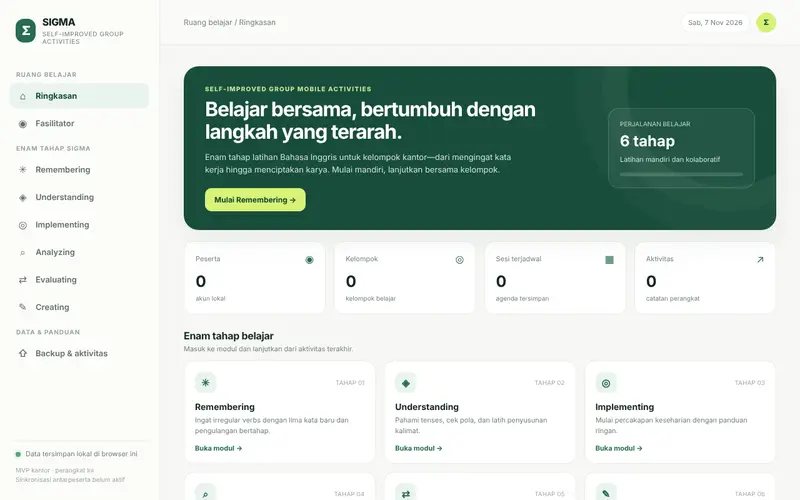 Σ
SIGMA
SELF-IMPROVED GROUP
ACTIVITIES
RUANG BELAJAR
Ringkasan
Fasilitator
ENAM TAHAP SIGMA
Remembering
Understanding
Implementing
Analyzing
Evaluating
Creating
DATA & PANDUAN
Backup & aktivitas
Data tersimpan lokal di browser ini
MVP kantor · perangkat ini
Sinkronisasi antarpeserta belum aktif
Ruang belajar / Ringkasan
Sab, 7 Nov 2026
Σ
SELF-IMPROVED GROUP MOBILE ACTIVITIES
Belajar bersama, bertumbuh dengan
langkah yang terarah.
Enam tahap latihan Bahasa Inggris untuk kelompok kantor—dari mengingat kata
kerja hingga menciptakan karya. Mulai mandiri, lanjutkan bersama kelompok.
Mulai Remembering →
PERJALANAN BELAJAR
6 tahap
Latihan mandiri dan kolaboratif
Peserta
0
akun lokal
Kelompok
0
kelompok belajar
Sesi terjadwal
0
agenda tersimpan
Aktivitas
0
catatan perangkat
Enam tahap belajar
Masuk ke modul dan lanjutkan dari aktivitas terakhir.
TAHAP 01
Remembering
Ingat irregular verbs dengan lima kata baru dan
pengulangan bertahap.
Buka modul →
TAHAP 02
Understanding
Pahami tenses, cek pola, dan latih penyusunan
kalimat.
Buka modul →
TAHAP 03
Implementing
Mulai percakapan keseharian dengan panduan
ringan.
Buka modul →
TAHAP 04
TAHAP 05
TAHAP 06